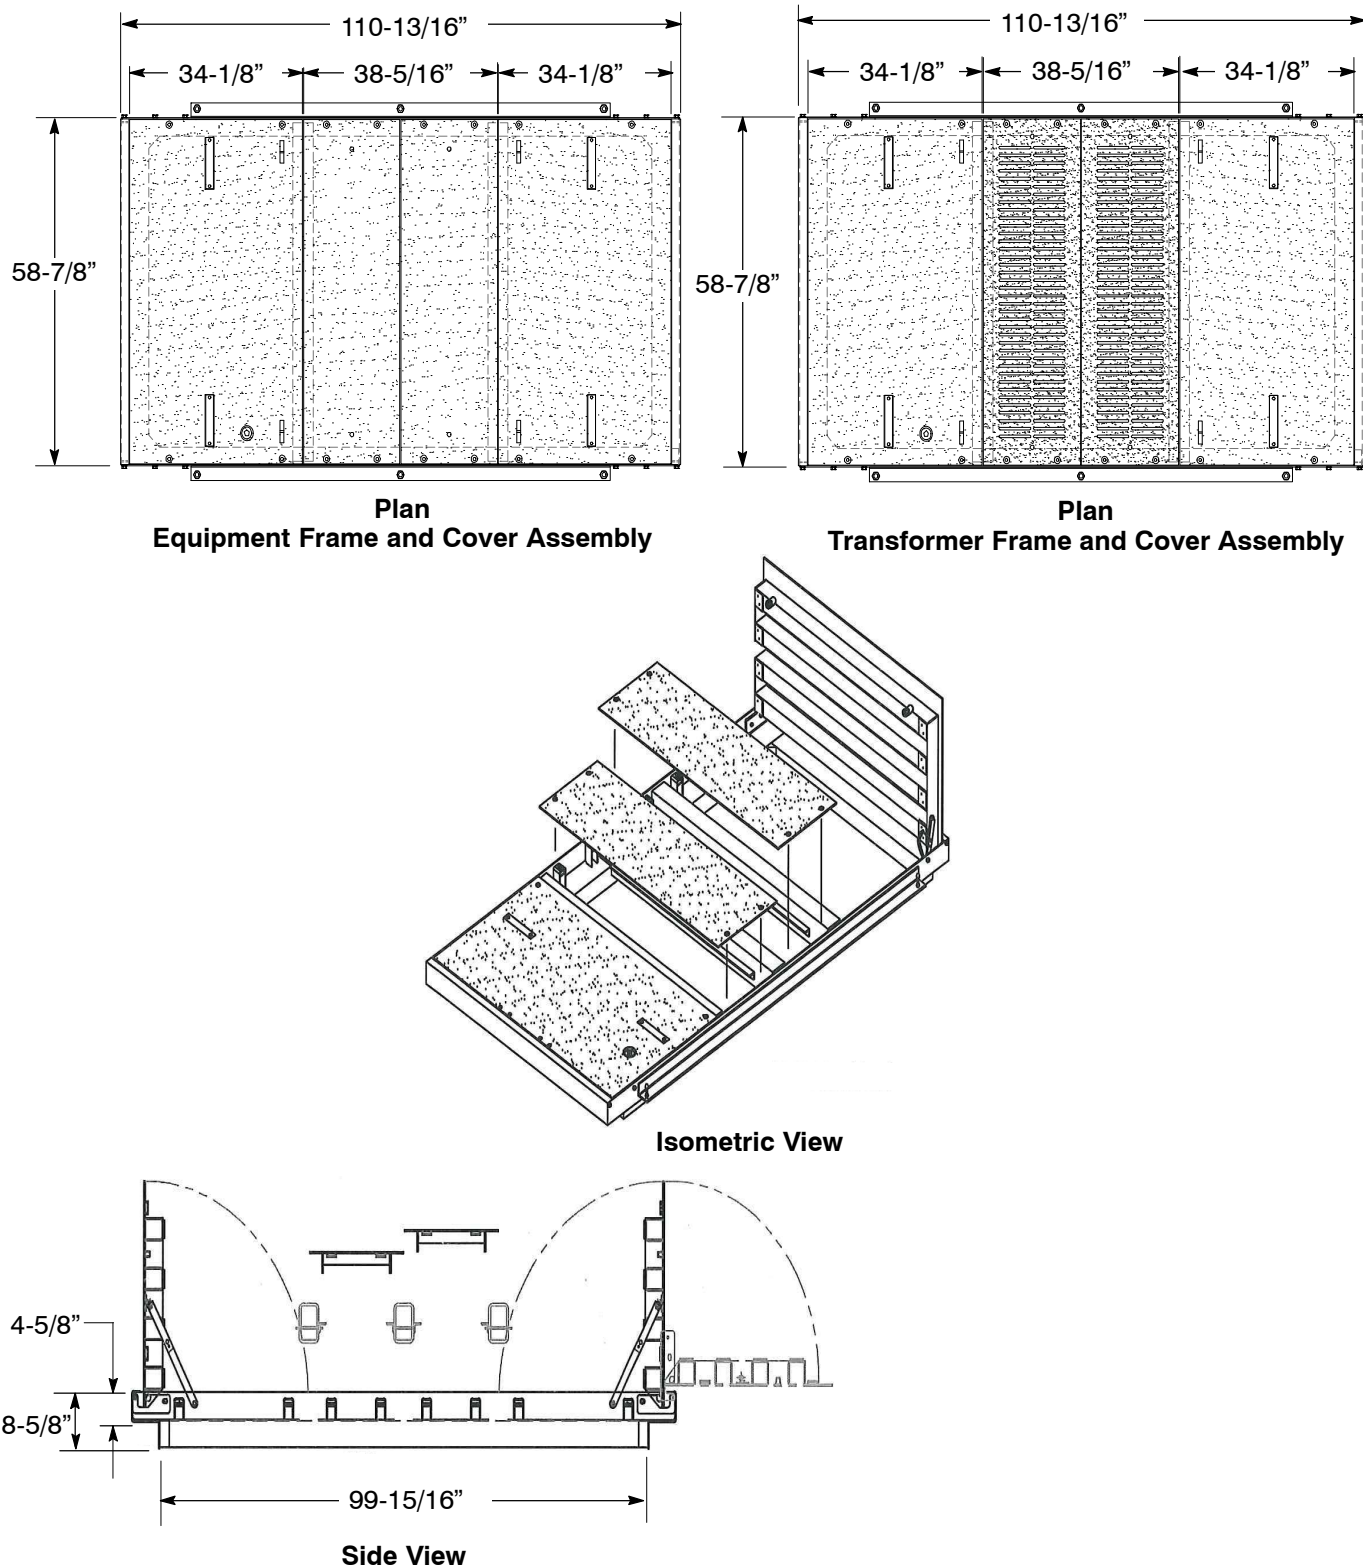 110-13/16”
34-1/8” 38-5/16” 34-1/8”
58-7/8”
Plan
Equipment Frame and Cover Assembly
110-13/16”
34-1/8” 38-5/16” 34-1/8”
58-7/8”
Plan
Transformer Frame and Cover Assembly
Isometric View
4-5/8”
8-5/8”
99-15/16”
Side View